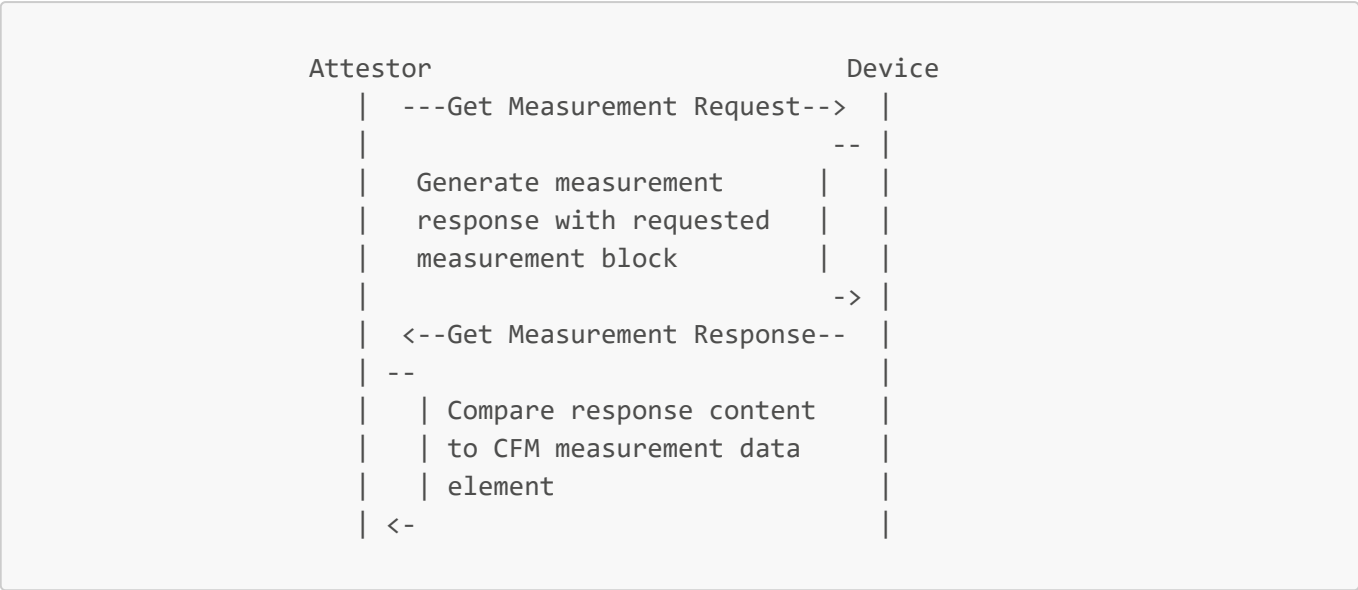 Attestor                           Device
                       |  ---Get Measurement Request-->  |
                       |                              -- |
                       |   Generate measurement      |   |
                       |   response with requested   |   |
                       |   measurement block         |   |
                       |                              -> |
                       |  <--Get Measurement Response--  |
                       | --                              |
                       |   | Compare response content    |
                       |   | to CFM measurement data     |
                       |   | element                     |
                       | <-                              |